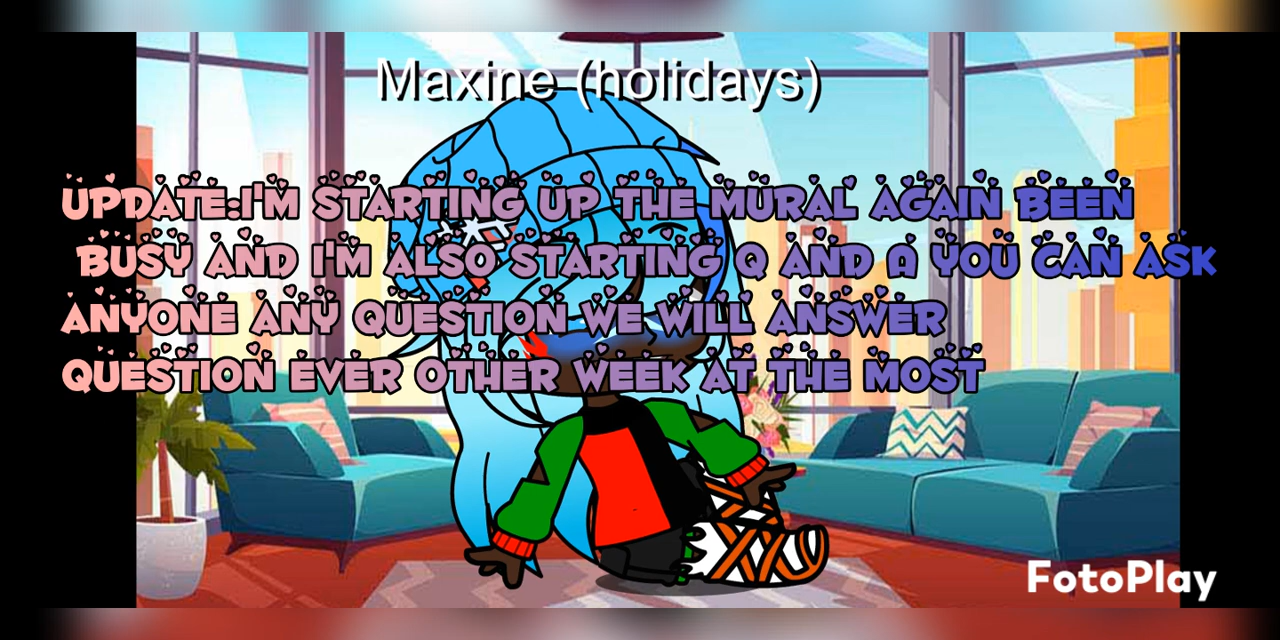 Maxine (holidays)
UPDATE:I'M STARTING UP THE MURAL AGAIN BEEN
BUSY AND I'M ALSO STARTING Q AND A YOU CAN ASK
ANYONE ANY QUESTION WE WILL ANSWER
QUESTION EVER OTHER WEEK AT THE MOST
FotoPlay